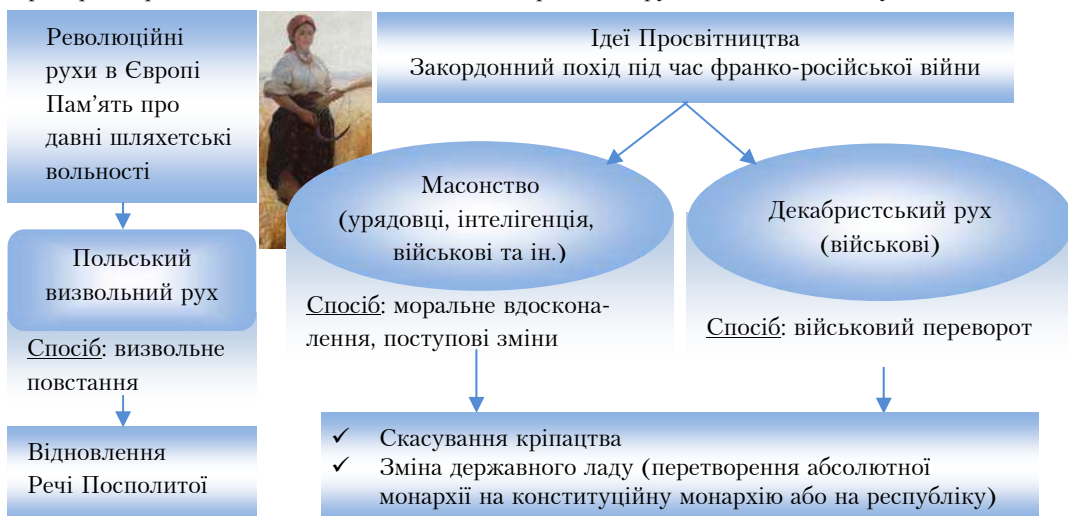 Революційні
рухи в Європі
Пам’ять про
давні шляхетські
вольності
Польський
визвольний рух
Спосіб: визвольне
повстання
Відновлення
Речі Посполитої
Ідеї Просвітництва
Закордонний похід під час франко-російської війни
Масонство
(урядовці, інтелігенція,
військові та ін.)
Спосіб: моральне вдоскона-
лення, поступові зміни
Декабристський рух
(військові)
Спосіб: військовий переворот
✓ Скасування кріпацтва
✓ Зміна державного ладу (перетворення абсолютної
монархії на конституційну монархію або на республіку)